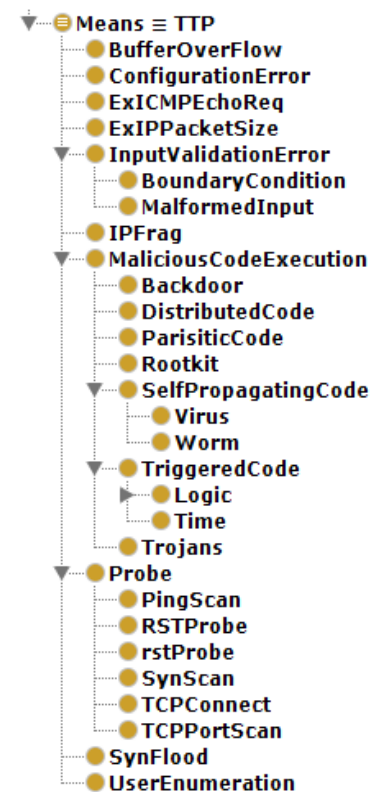 Means ≡ TTP
BufferOverFlow
ConfigurationError
ExICMPEchoReq
ExIPPacketSize
InputValidationError
BoundaryCondition
MalformedInput
IPFrag
MaliciousCodeExecution
Backdoor
DistributedCode
ParisiticCode
Rootkit
SelfPropagatingCode
Virus
Worm
TriggeredCode
Logic
Time
Trojans
Probe
PingScan
RSTProbe
rstProbe
SynScan
TCPConnect
TCPPortScan
SynFlood
UserEnumeration